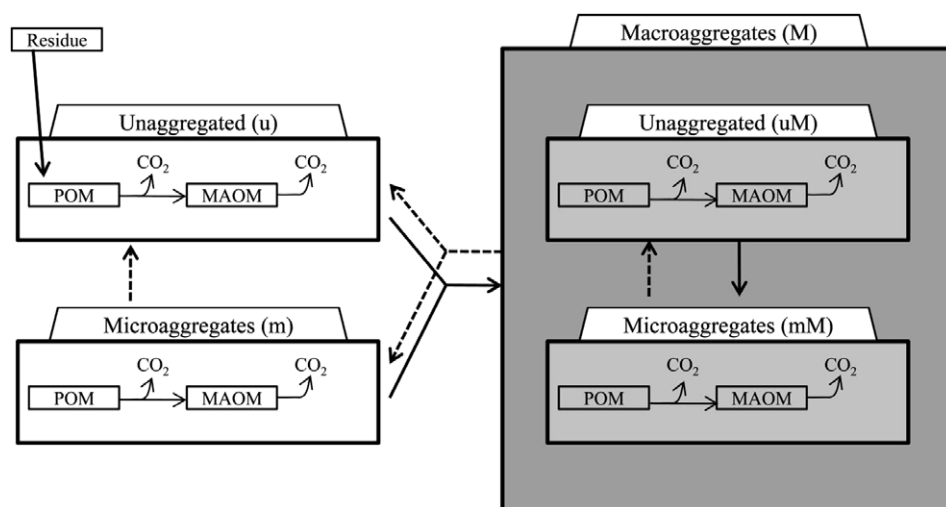 Residue
Macroaggregates (M)
Unaggregated (u)
CO₂
CO₂
POM
MAOM
Unaggregated (uM)
CO₂
CO₂
POM
MAOM
Microaggregates (m)
CO₂
CO₂
POM
MAOM
Microaggregates (mM)
CO₂
CO₂
POM
MAOM